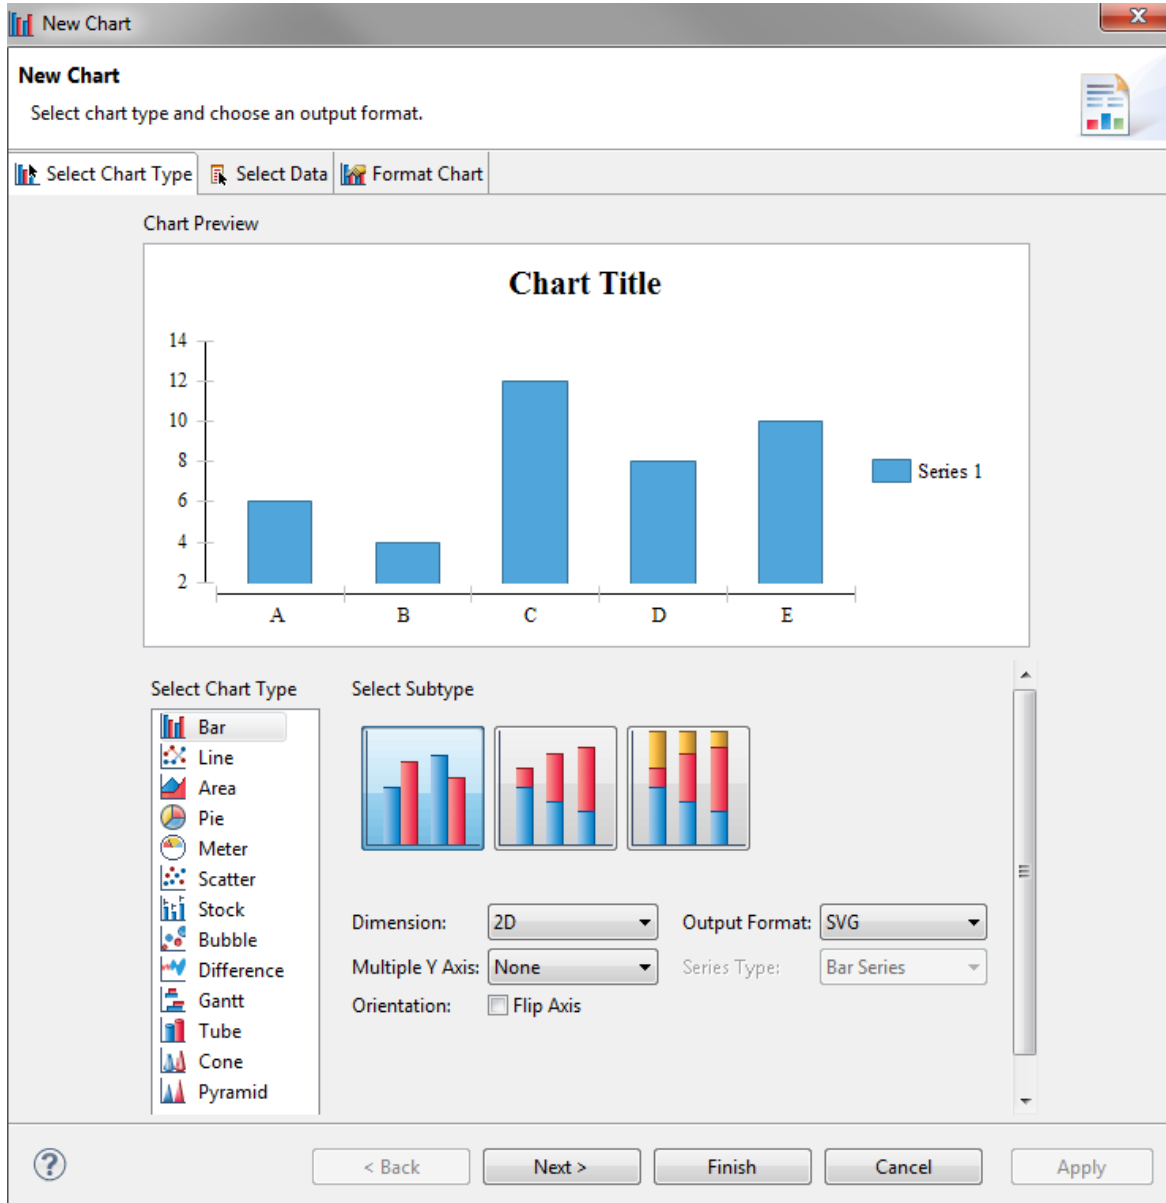 New Chart
New Chart
Select chart type and choose an output format.
Select Chart Type Select Data Format Chart
Chart Preview
Chart Title
14
12
10
8
6
4
2
Series 1
A B C D E
Select Chart Type
Bar
Line
Area
Pie
Meter
Scatter
Stock
Bubble
Difference
Gantt
Tube
Cone
Pyramid
Select Subtype
Dimension: 2D Output Format: SVG
Multiple Y Axis: None Series Type: Bar Series
Orientation: Flip Axis
? < Back Next > Finish Cancel Apply